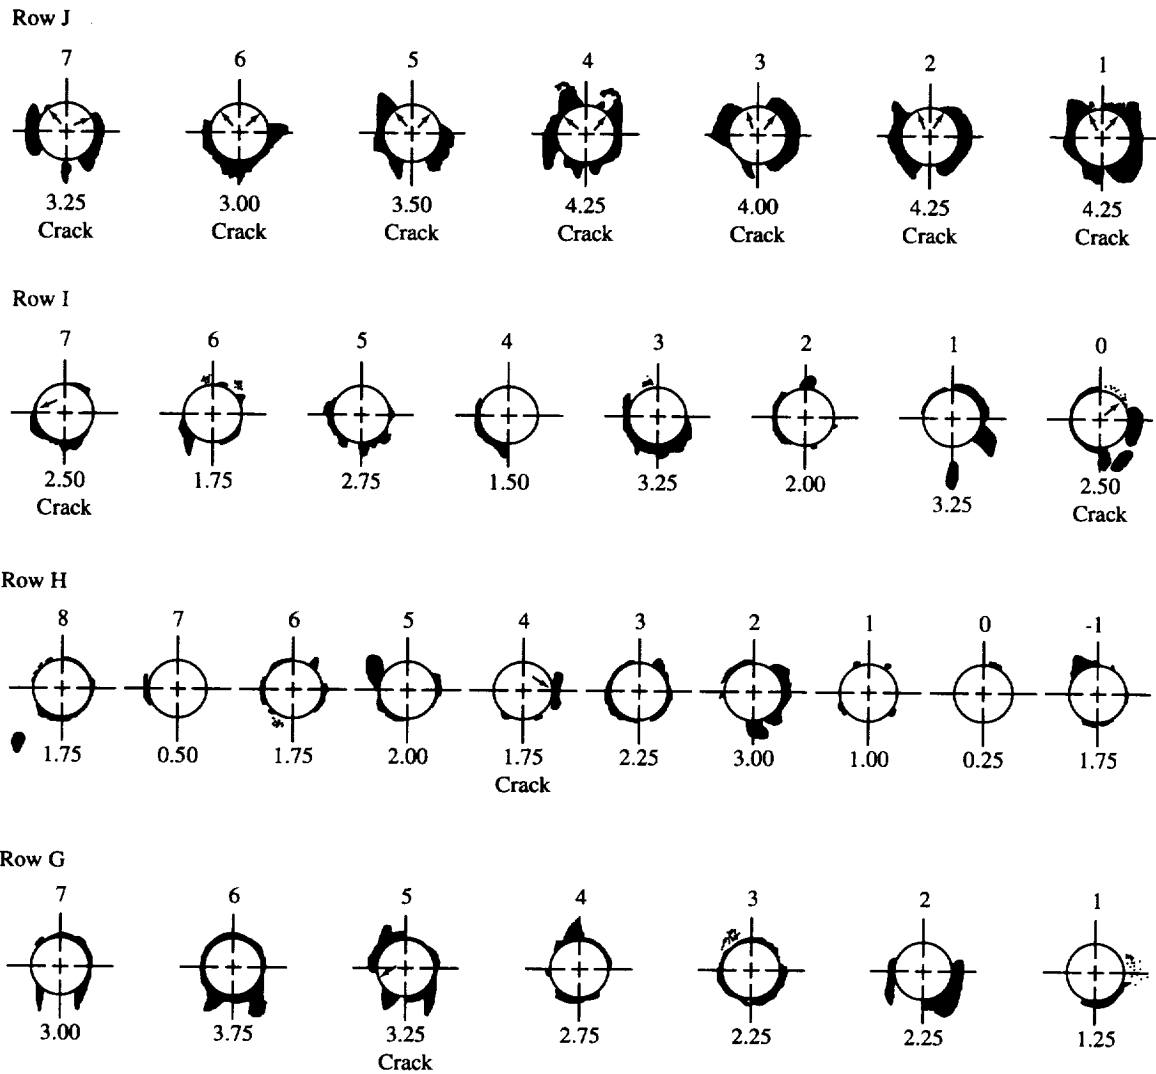 Row J
7 6 5 4 3 2 1
3.25 3.00 3.50 4.25 4.00 4.25 4.25
Crack Crack Crack Crack Crack Crack Crack
Row I
7 6 5 4 3 2 1 0
2.50 1.75 2.75 1.50 3.25 2.00 3.25 2.50
Crack Crack
Row H
8 7 6 5 4 3 2 1 0 -1
1.75 0.50 1.75 2.00 1.75 2.25 3.00 1.00 0.25 1.75
Crack
Row G
7 6 5 4 3 2 1
3.00 3.75 3.25 2.75 2.25 2.25 1.25
Crack